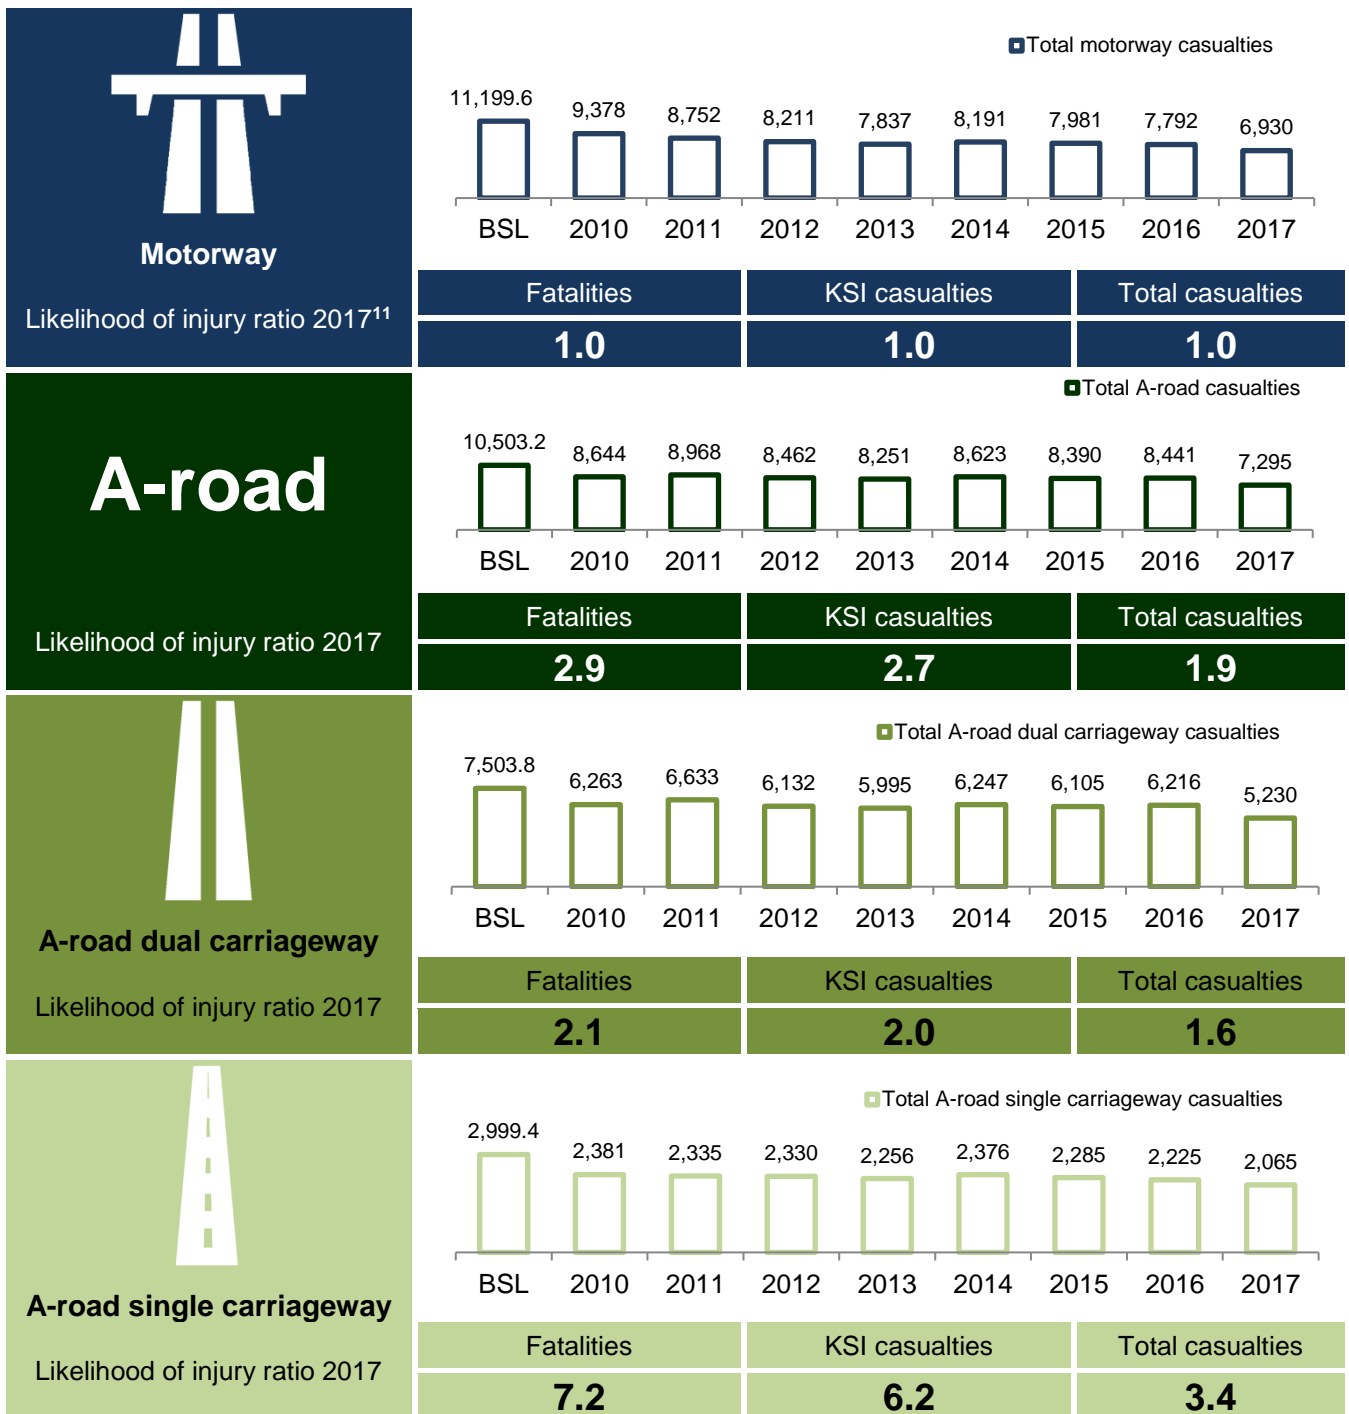 Total motorway casualties
11,199.6 9,378 8,752 8,211 7,837 8,191 7,981 7,792 6,930
BSL 2010 2011 2012 2013 2014 2015 2016 2017
Motorway
Likelihood of injury ratio 2017¹¹
Fatalities KSI casualties Total casualties
1.0 1.0 1.0
Total A-road casualties
10,503.2 8,644 8,968 8,462 8,251 8,623 8,390 8,441 7,295
BSL 2010 2011 2012 2013 2014 2015 2016 2017
A-road
Likelihood of injury ratio 2017
Fatalities KSI casualties Total casualties
2.9 2.7 1.9
Total A-road dual carriageway casualties
7,503.8 6,263 6,633 6,132 5,995 6,247 6,105 6,216 5,230
BSL 2010 2011 2012 2013 2014 2015 2016 2017
A-road dual carriageway
Likelihood of injury ratio 2017
Fatalities KSI casualties Total casualties
2.1 2.0 1.6
Total A-road single carriageway casualties
2,999.4 2,381 2,335 2,330 2,256 2,376 2,285 2,225 2,065
BSL 2010 2011 2012 2013 2014 2015 2016 2017
A-road single carriageway
Likelihood of injury ratio 2017
Fatalities KSI casualties Total casualties
7.2 6.2 3.4